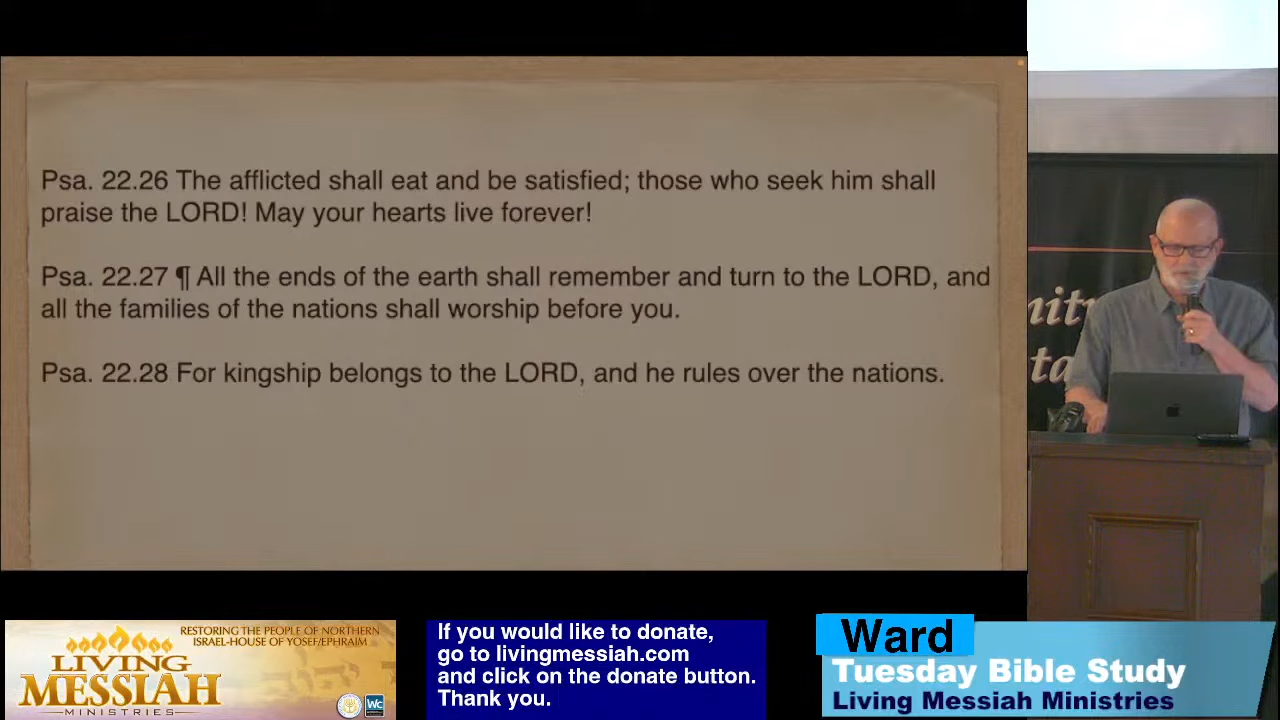 Psa. 22.26 The afflicted shall eat and be satisfied; those who seek him shall
praise the LORD! May your hearts live forever!
Psa. 22.27 ¶ All the ends of the earth shall remember and turn to the LORD, and
all the families of the nations shall worship before you.
Psa. 22.28 For kingship belongs to the LORD, and he rules over the nations.
RESTORING THE PEOPLE OF NORTHERN
ISRAEL-HOUSE OF YOSEF/EPHRAIM
LIVING
MESSIAH
MINISTRIES
WC
If you would like to donate,
go to livingmessiah.com
and click on the donate button.
Thank you.
Ward
Tuesday Bible Study
Living Messiah Ministries